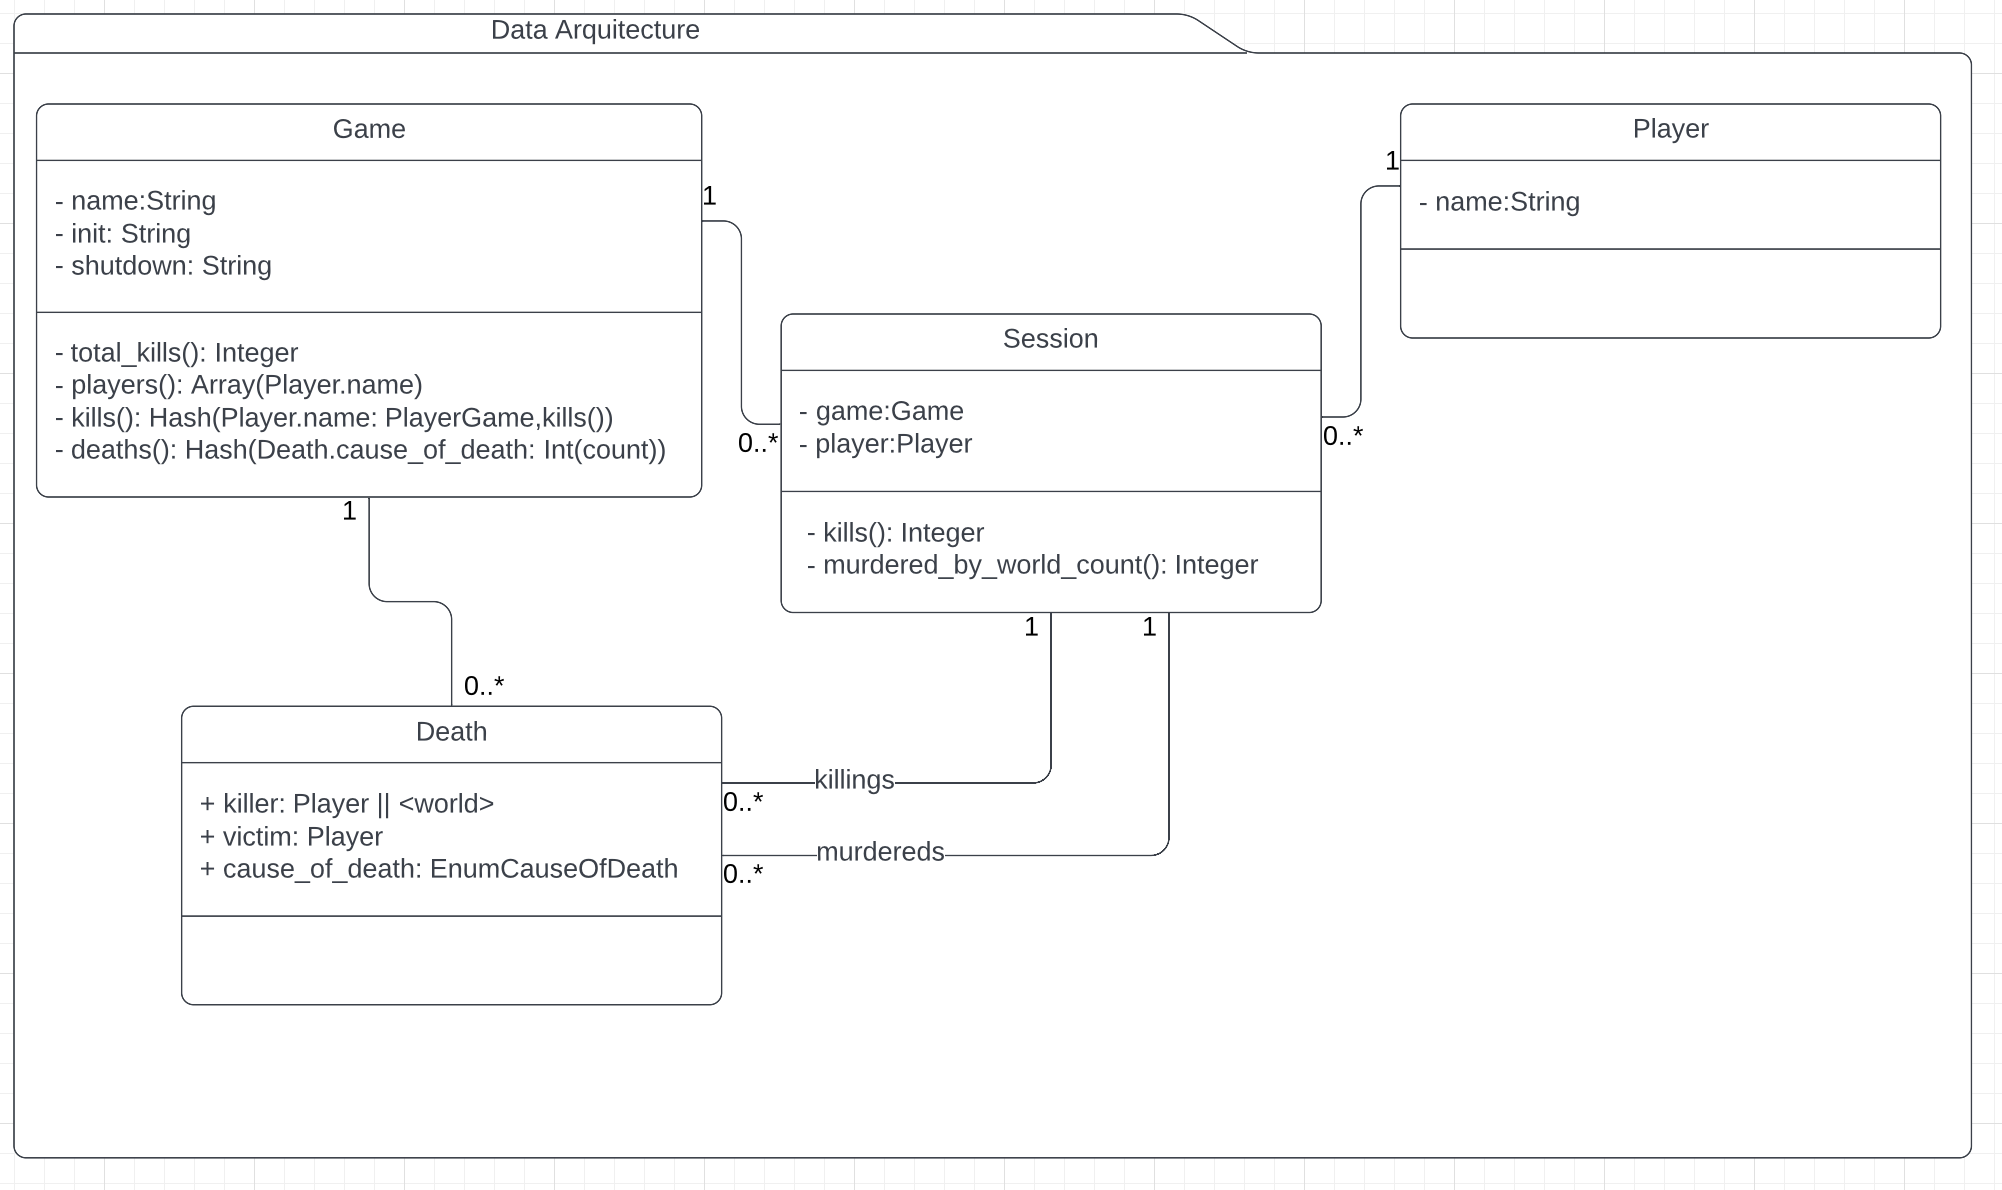 Data Arquitecture
Game
- name:String
- init: String
- shutdown: String
- total_kills(): Integer
- players(): Array(Player.name)
- kills(): Hash(Player.name: PlayerGame,kills())
- deaths(): Hash(Death.cause_of_death: Int(count))
1
0..*
Player
- name:String
1
0..*
Session
- game:Game
- player:Player
- kills(): Integer
- murdered_by_world_count(): Integer
1
0..*
1
1
Death
+ killer: Player || <world>
+ victim: Player
+ cause_of_death: EnumCauseOfDeath
killings
0..*
murdereds
0..*